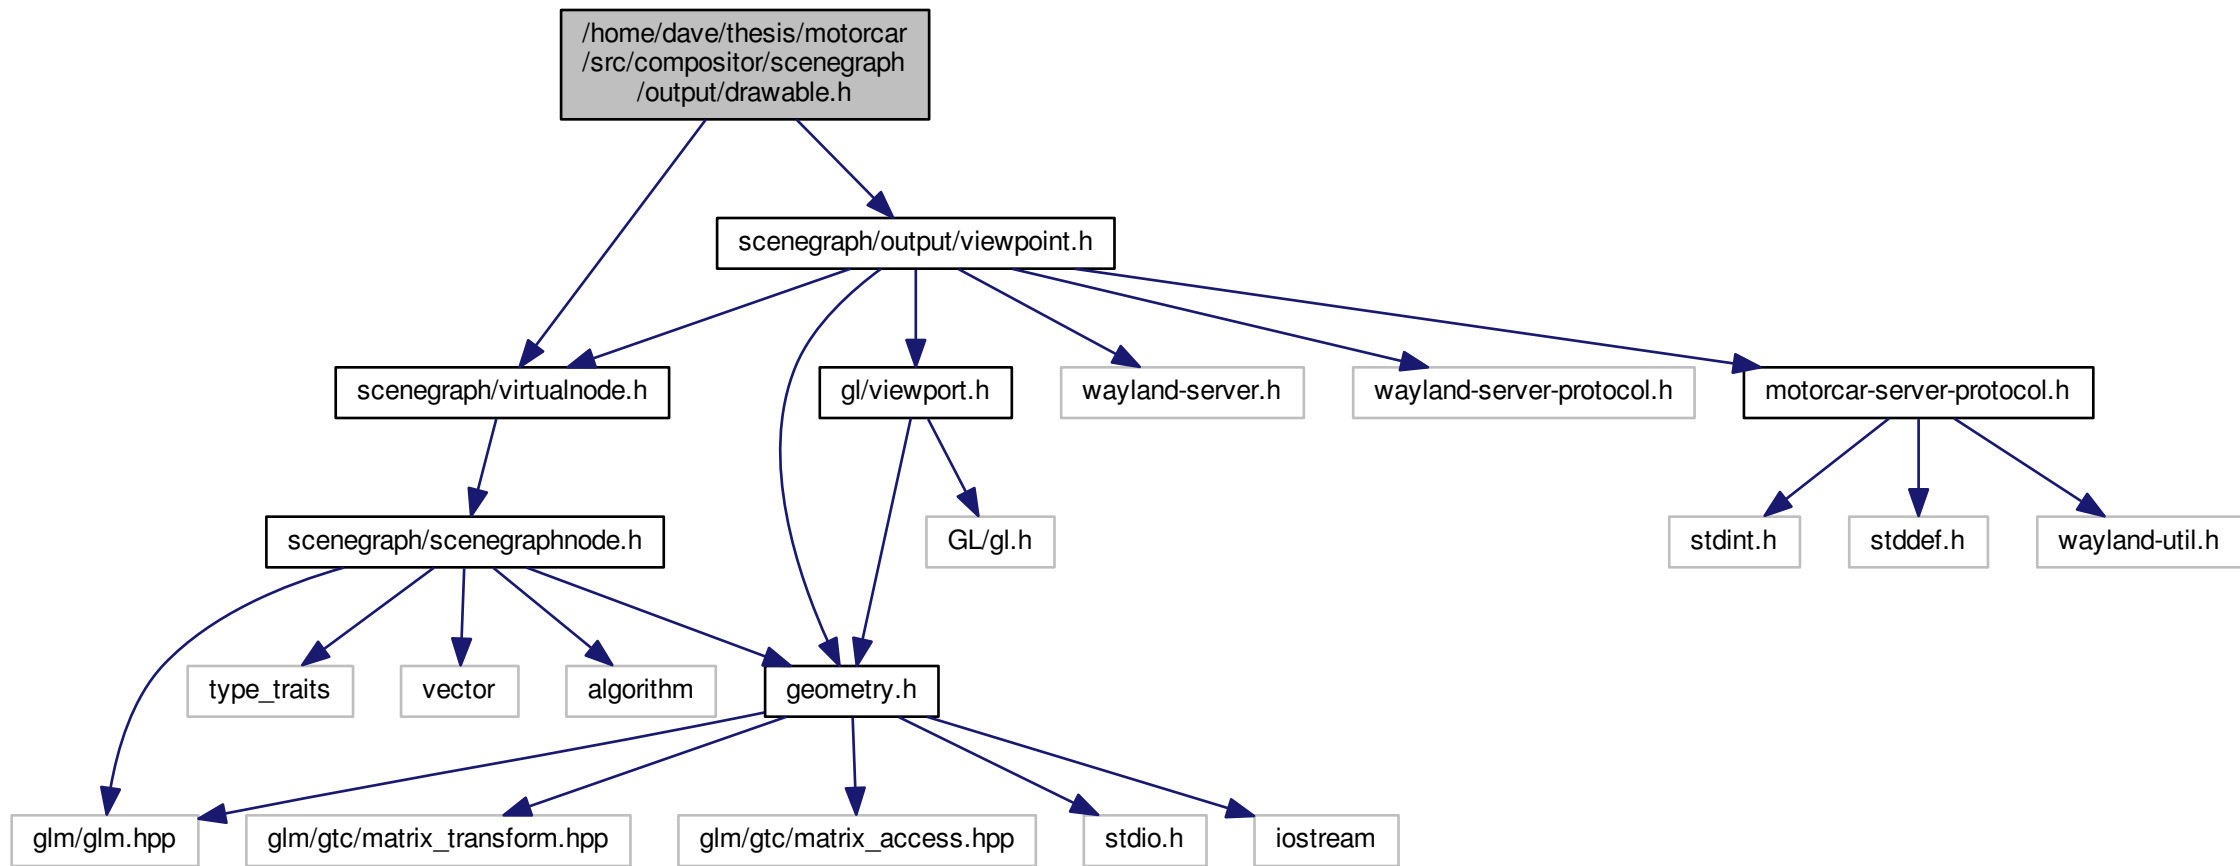 /home/dave/thesis/motorcar
/src/compositor/scenegraph
/output/drawable.h
scenegraph/output/viewpoint.h
scenegraph/virtualnode.h
gl/viewport.h
wayland-server.h
wayland-server-protocol.h
motorcar-server-protocol.h
scenegraph/scenegraphnode.h
GL/gl.h
stdint.h
stddef.h
wayland-util.h
type_traits
vector
algorithm
geometry.h
glm/glm.hpp
glm/gtc/matrix_transform.hpp
glm/gtc/matrix_access.hpp
stdio.h
iostream